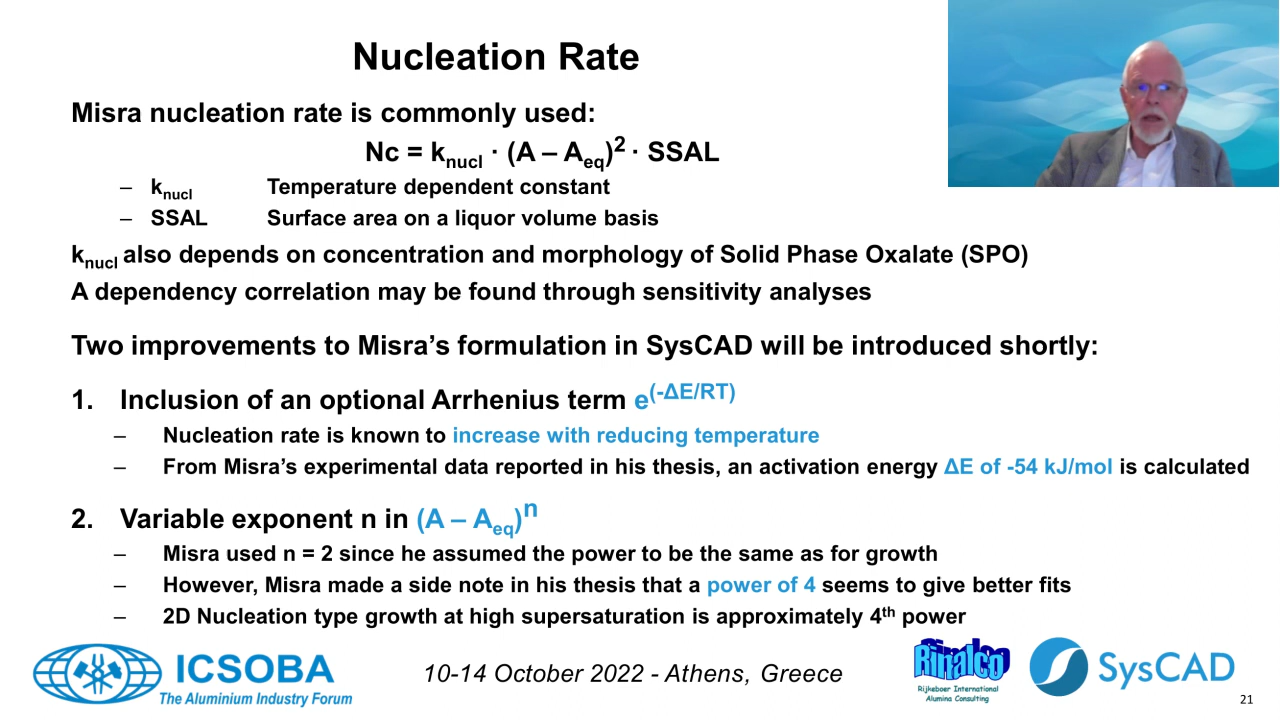 Nucleation Rate
Misra nucleation rate is commonly used:
Nc = k_nucl · (A – A_eq)² · SSAL
– k_nucl Temperature dependent constant
– SSAL Surface area on a liquor volume basis
k_nucl also depends on concentration and morphology of Solid Phase Oxalate (SPO)
A dependency correlation may be found through sensitivity analyses
Two improvements to Misra's formulation in SysCAD will be introduced shortly:
1. Inclusion of an optional Arrhenius term e^(-ΔE/RT)
– Nucleation rate is known to increase with reducing temperature
– From Misra's experimental data reported in his thesis, an activation energy ΔE of -54 kJ/mol is calculated
2. Variable exponent n in (A – A_eq)^n
– Misra used n = 2 since he assumed the power to be the same as for growth
– However, Misra made a side note in his thesis that a power of 4 seems to give better fits
– 2D Nucleation type growth at high supersaturation is approximately 4th power
ICSOBA
The Aluminium Industry Forum
10-14 October 2022 - Athens, Greece
Rinalco
Rijkeboer International
Alumina Consulting
SysCAD
21